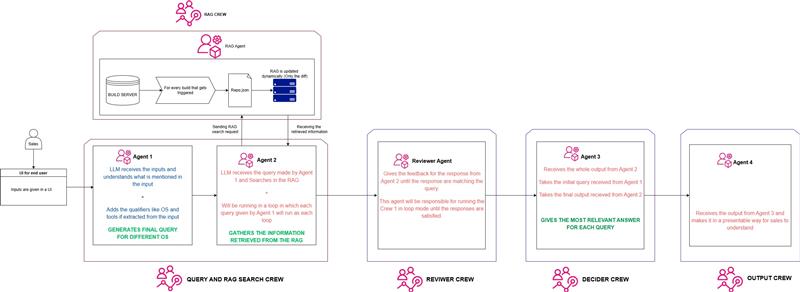 RAG CREW
RAG Agent
BUILD SERVER
For every build that gets
triggered
Repo.json
RAG is updated
dynamically (Only the diff)
Sending RAG
search request
Receiving the
retrieved information
Sales
UI for end user
Inputs are given in a UI
Agent 1
LLM receives the inputs and
understands what is mentioned in
the input
+
Adds the qualifiers like OS and
tools if extracted from the input
GENERATES FINAL QUERY
FOR DIFFERENT OS
Agent 2
LLM receives the query made by Agent
1 and Searches in the RAG
+
Will be running in a loop in which each
query given by Agent 1 will run as each
loop
GATHERS THE INFORMATION
RETRIEVED FROM THE RAG
QUERY AND RAG SEARCH CREW
Reviewer Agent
Gives the feedback for the response from
Agent 2 until the response are matching the
query
This agent will be responsible for running the
Crew 1 in loop mode until the responses are
satisfied
REVIWER CREW
Agent 3
Receives the whole output from Agent 2
Takes the initial query received from Agent 1
Takes the final output recieved from Agent 2
GIVES THE MOST RELEVANT ANSWER
FOR EACH QUERY
DECIDER CREW
Agent 4
Receives the output from Agent 3 and
makes it in a presentable way for sales to
understand
OUTPUT CREW